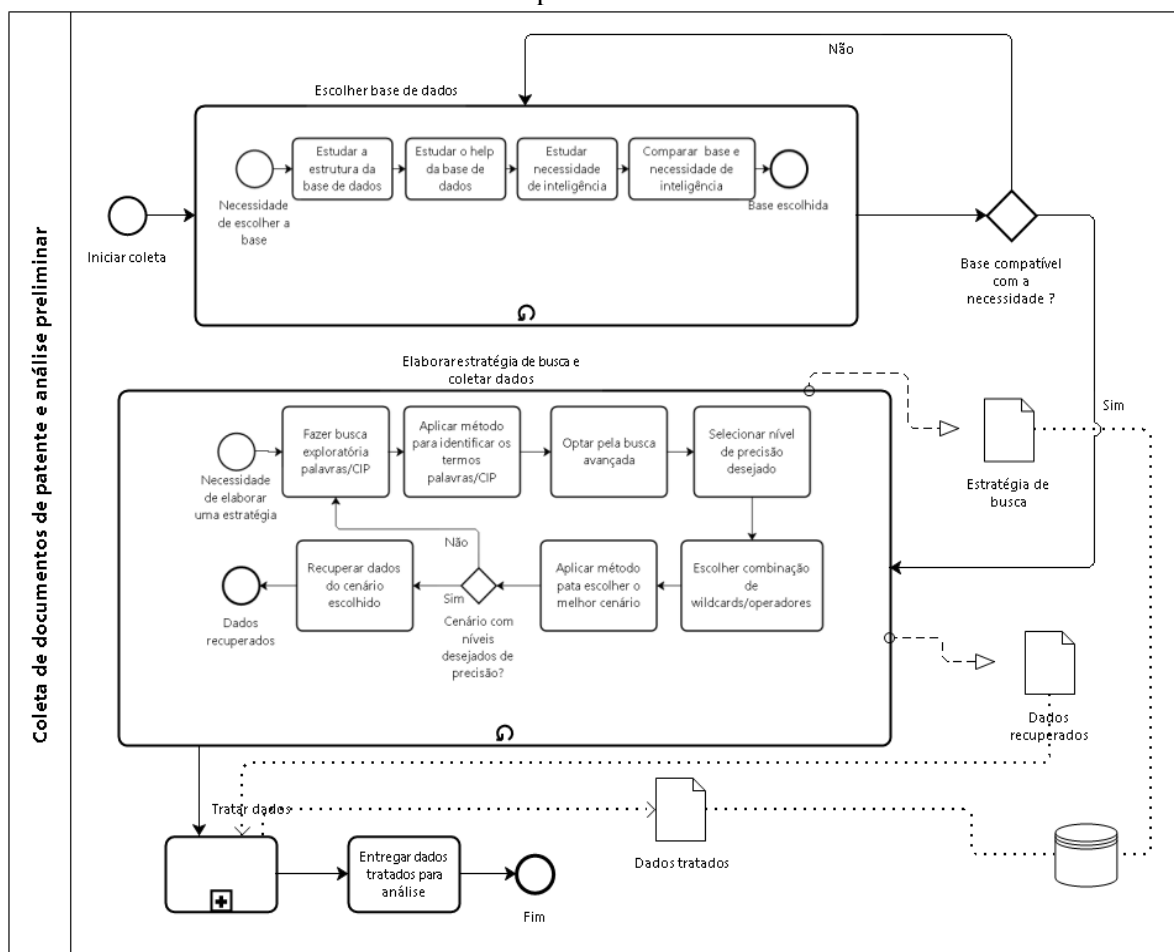 Coleta de documentos de patente e análise preliminar
Não
Escolher base de dados
Estudar a
estrutura da
base de dados
Estudar o help
da base de
dados
Estudar
necessidade
de inteligência
Comparar base e
necessidade de
inteligência
Necessidade
de escolher a
base
Base escolhida
Iniciar coleta
Base compatível
com a
necessidade ?
Elaborarestratégia de busca e
coletar dados
Sim
Fazer busca
exploratória
palavras/CIP
Aplicar método
para identificar os
termos
palavras/CIP
Optar pela busca
avançada
Selecionar nível
de precisão
desejado
Necessidade
de elaborar
uma estratégia
Estratégia de
busca
Não
Recuperar dados
do cenário
escolhido
Sim
Aplicar método
pata escolher o
melhor cenário
Escolher combinação
de
wildcards/operadores
Dados
recuperados
Cenário com
níveis
desejados de
precisão?
Dados
recuperados
Tratar dados
Entregar dados
tratados para
análise
Dados tratados
Fim